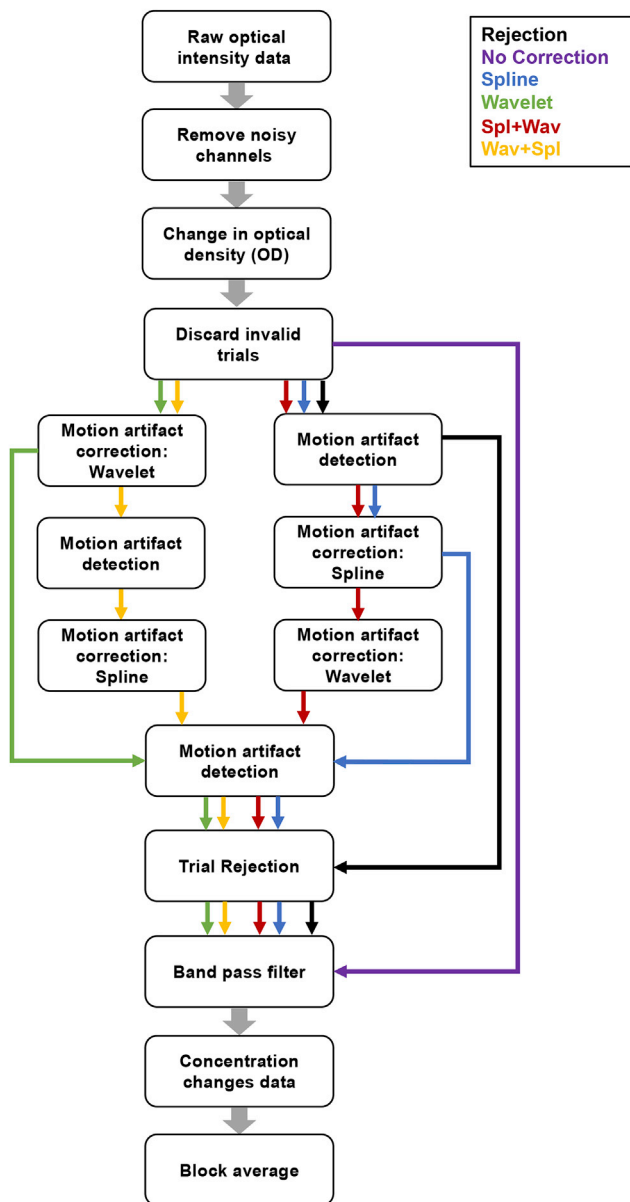 Raw optical
intensity data
Rejection
No Correction
Spline
Wavelet
Spl+Wav
Wav+Spl
Remove noisy
channels
Change in optical
density (OD)
Discard invalid
trials
Motion artifact
correction:
Wavelet
Motion artifact
detection
Motion artifact
detection
Motion artifact
correction:
Spline
Motion artifact
correction:
Spline
Motion artifact
correction:
Wavelet
Motion artifact
detection
Trial Rejection
Band pass filter
Concentration
changes data
Block average